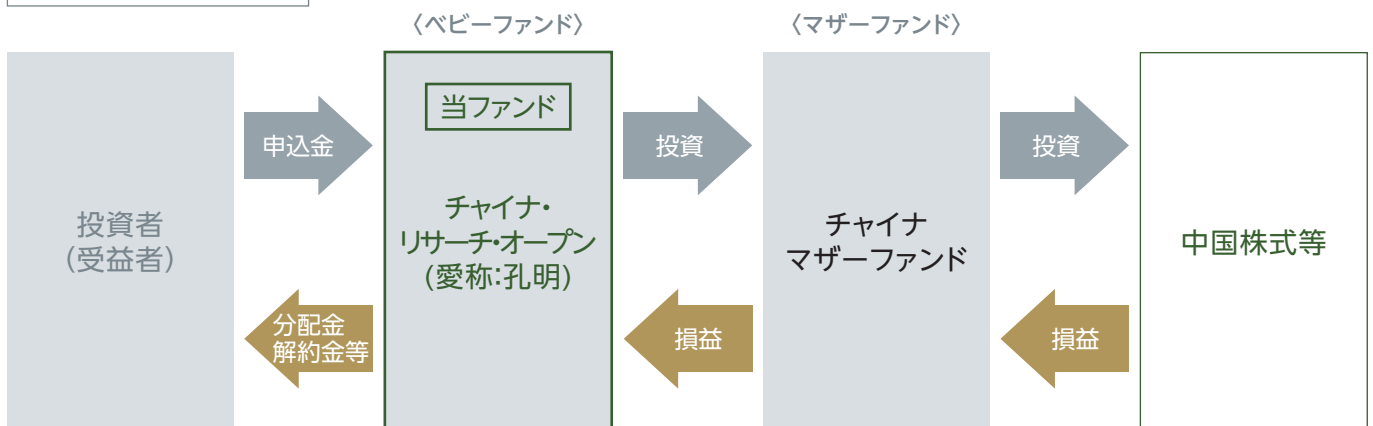 〈ベビーファンド〉
〈マザーファンド〉
当ファンド
申込金
投資
投資
投資者
(受益者)
チャイナ・
リサーチ・オープン
(愛称:孔明)
チャイナ
マザーファンド
中国株式等
分配金
解約金等
損益
損益